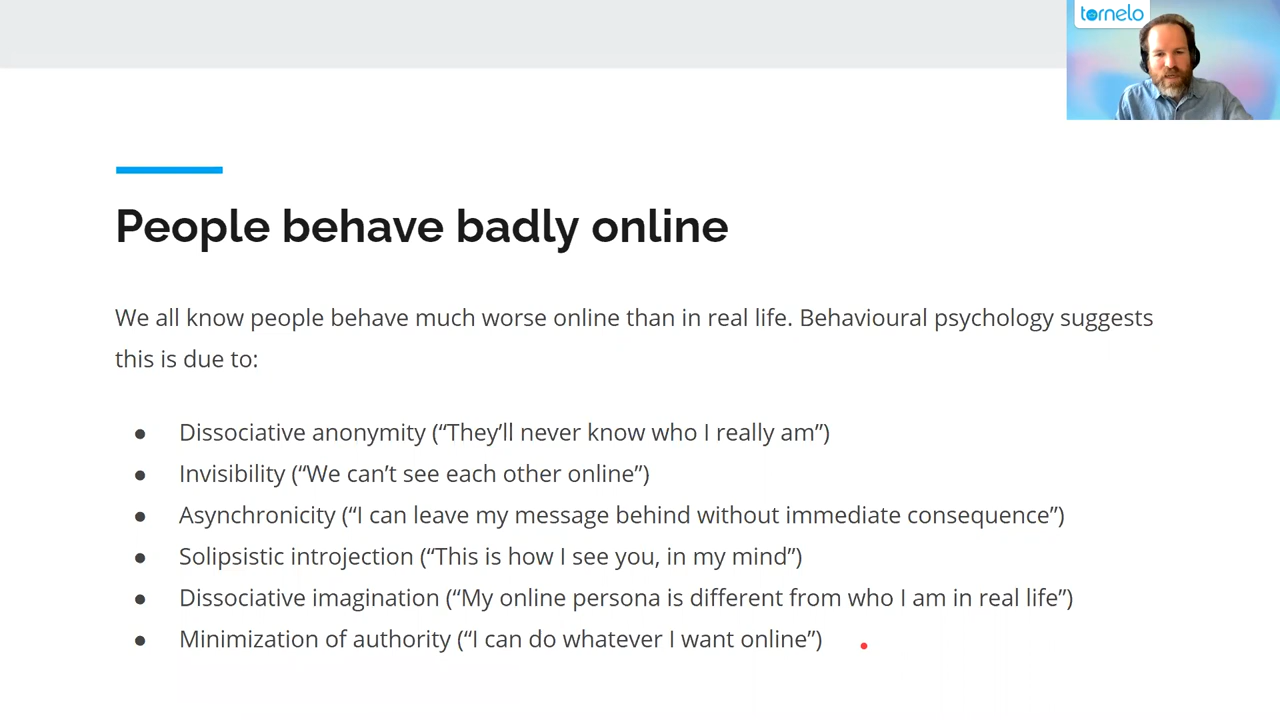 tornelo
People behave badly online
We all know people behave much worse online than in real life. Behavioural psychology suggests
this is due to:
● Dissociative anonymity (“They’ll never know who I really am”)
● Invisibility (“We can’t see each other online”)
● Asynchronicity (“I can leave my message behind without immediate consequence”)
● Solipsistic introjection (“This is how I see you, in my mind”)
● Dissociative imagination (“My online persona is different from who I am in real life”)
● Minimization of authority (“I can do whatever I want online”)